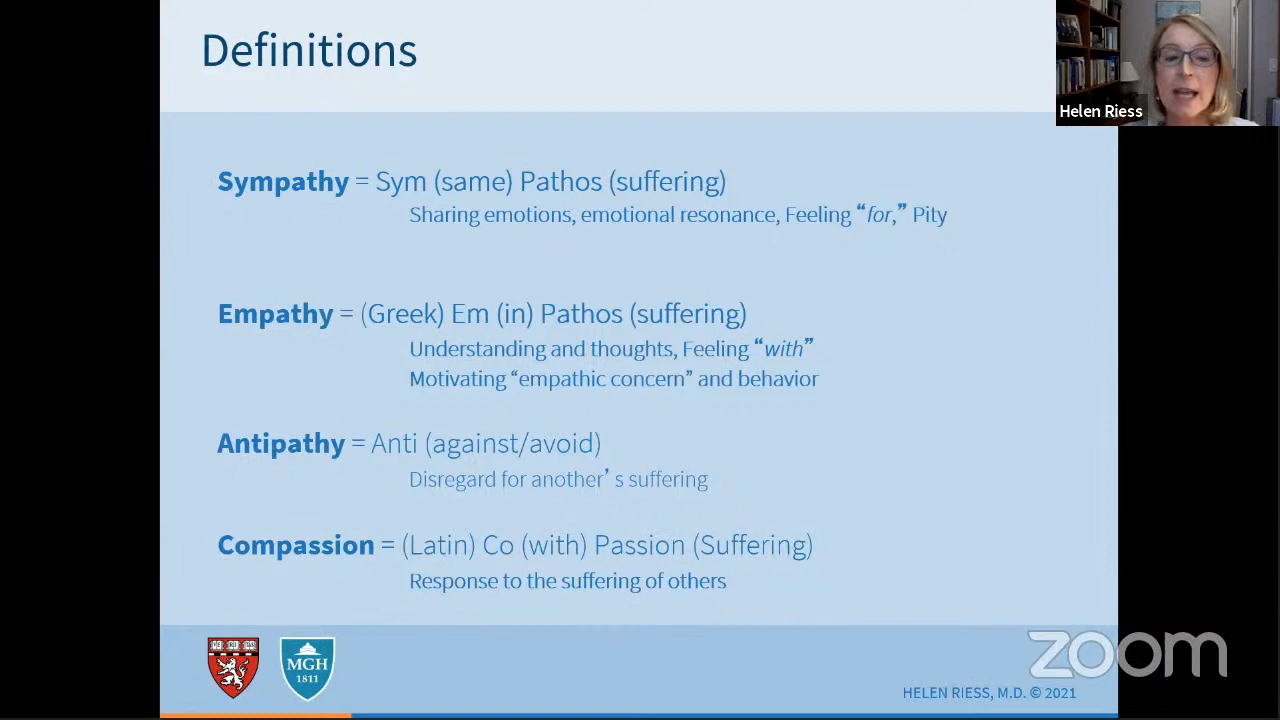 Definitions
Helen Riess
Sympathy = Sym (same) Pathos (suffering)
Sharing emotions, emotional resonance, Feeling “for,” Pity
Empathy = (Greek) Em (in) Pathos (suffering)
Understanding and thoughts, Feeling “with”
Motivating “empathic concern” and behavior
Antipathy = Anti (against/avoid)
Disregard for another’ s suffering
Compassion = (Latin) Co (with) Passion (Suffering)
Response to the suffering of others
MGH
1811
zoom
HELEN RIESS, M.D. © 2021